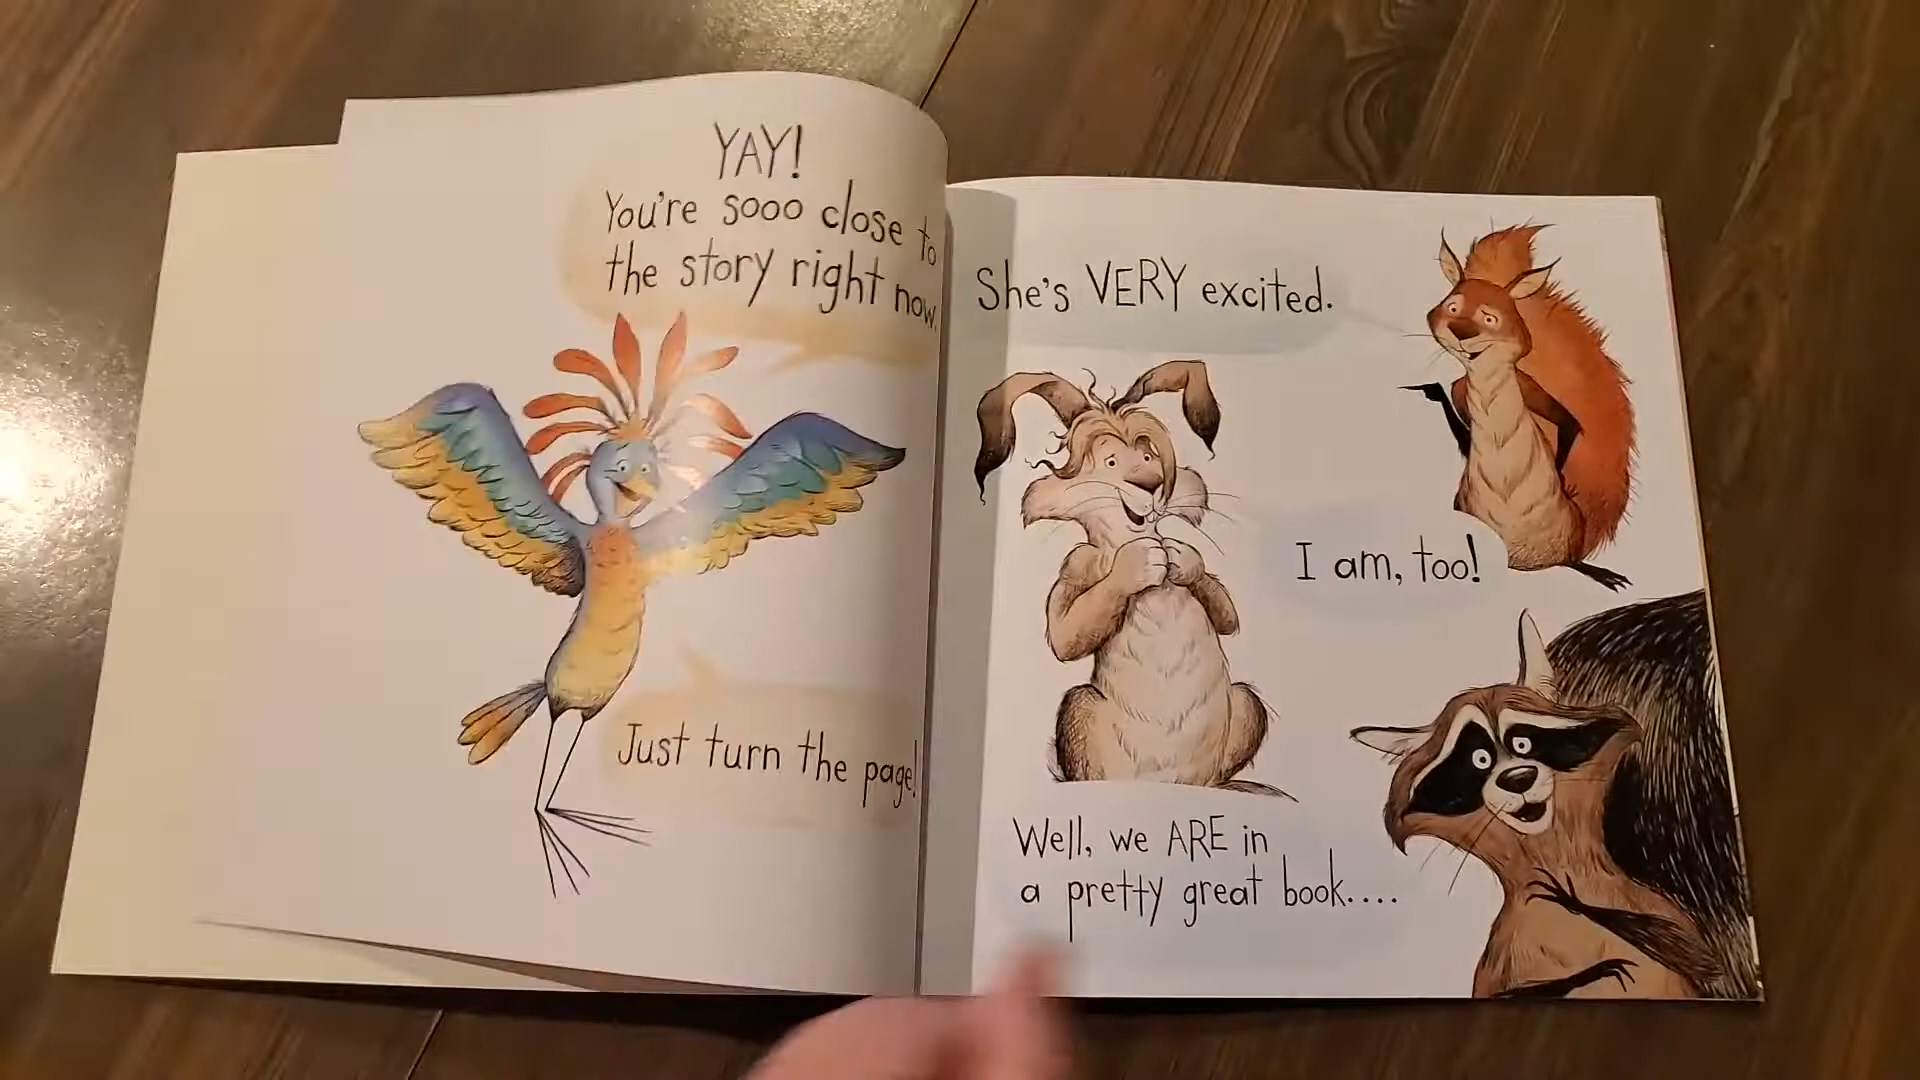 YAY!
You're sooo close to
the story right now.
Just turn the page!
She's VERY excited.
I am, too!
Well, we ARE in
a pretty great book....